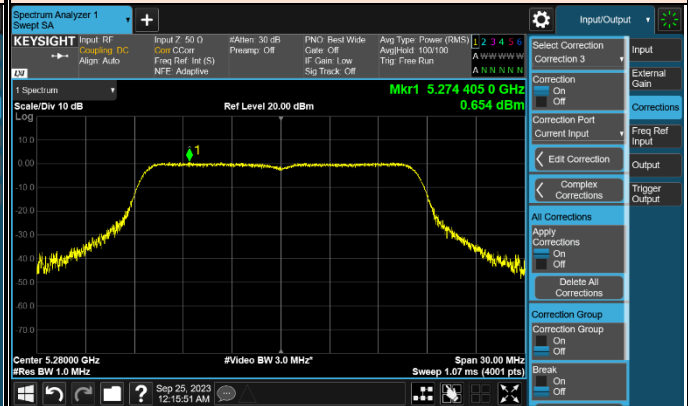 Spectrum Analyzer 1
Swept SA
+
Input/Output
KEYSIGHT
Input: RF
Coupling: DC
Align: Auto
Input Z: 50 Ω
Corr CCorr
Freq Ref: Int (S)
NFE: Adaptive
#Atten: 30 dB
Preamp: Off
PNO: Best Wide
Gate: Off
IF Gain: Low
Sig Track: Off
Avg Type: Power (RMS)
Avg|Hold: 100/100
Trig: Free Run
1 2 3 4 5 6
A W W W W W
A N N N N N
LXI
1 Spectrum
Mkr1 5.274 405 0 GHz
Scale/Div 10 dB
Ref Level 20.00 dBm
0.654 dBm
Log
10.0
0.00
-10.0
-20.0
-30.0
-40.0
-50.0
-60.0
-70.0
1
Center 5.28000 GHz
#Video BW 3.0 MHz*
Span 30.00 MHz
#Res BW 1.0 MHz
Sweep 1.07 ms (4001 pts)
?
Sep 25, 2023
12:15:51 AM
Select Correction
Correction 3
Correction
On
Off
Correction Port
Current Input
Edit Correction
Complex
Corrections
All Corrections
Apply
Corrections
On
Off
Delete All
Corrections
Correction Group
Correction Group
On
Off
Break
On
Off
Input
External
Gain
Corrections
Freq Ref
Input
Output
Trigger
Output